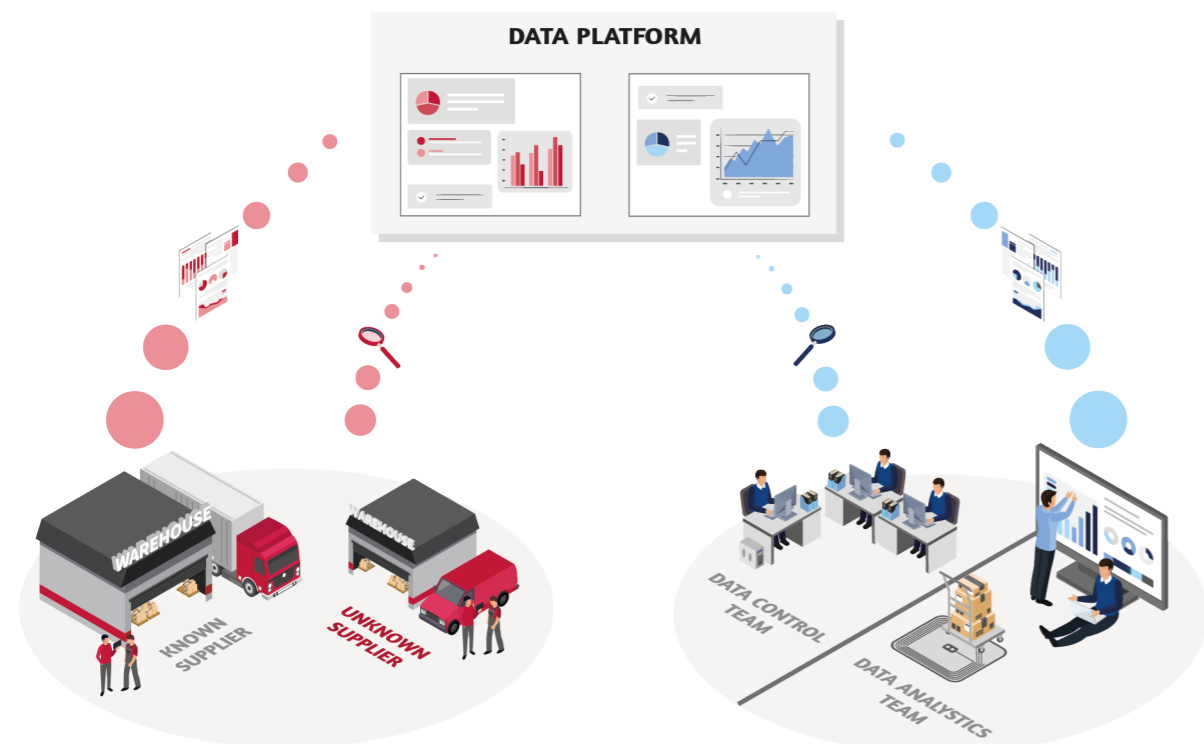 DATA PLATFORM
WAREHOUSE
WAREHOUSE
KNOWN
SUPPLIER
UNKNOWN
SUPPLIER
DATA CONTROL
TEAM
DATA ANALYSTICS
TEAM